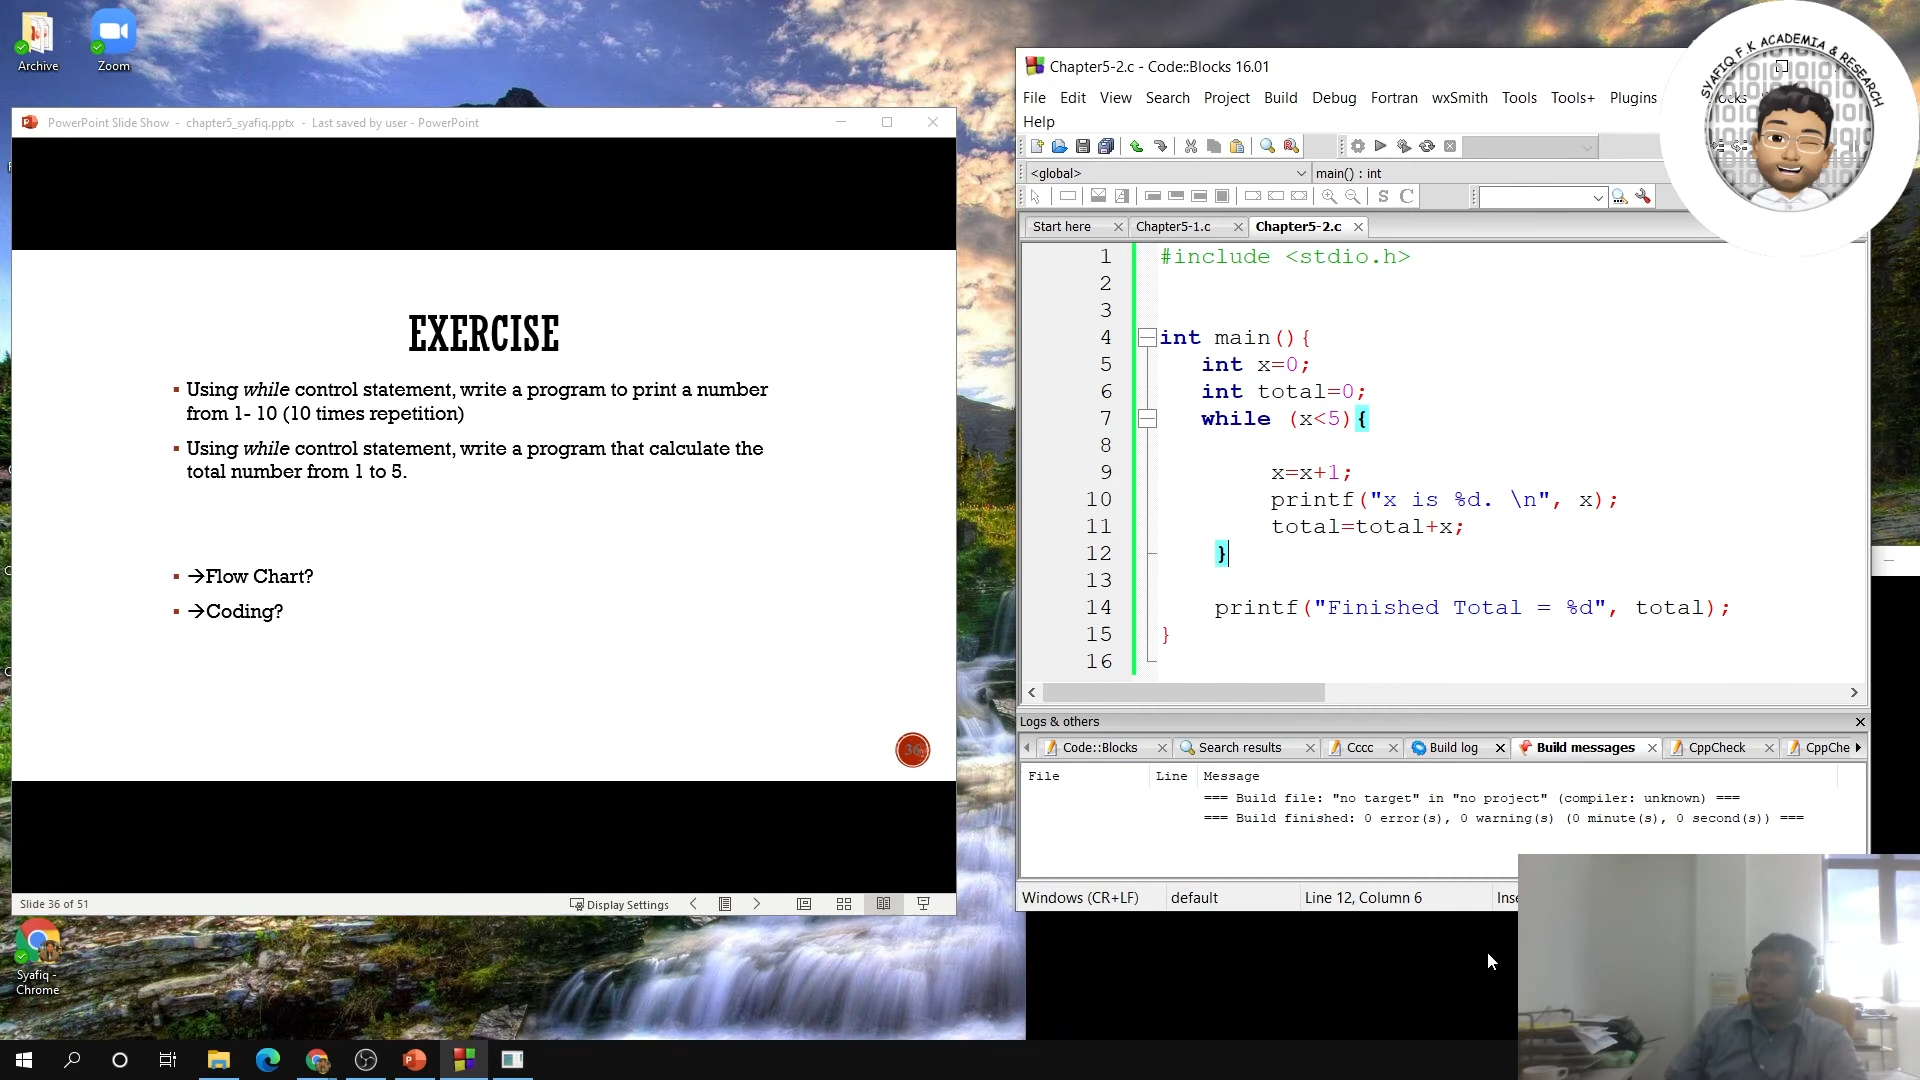 Archive
Zoom
PowerPoint Slide Show - chapter5_syafiq.pptx - Last saved by user - PowerPoint
EXERCISE
Using while control statement, write a program to print a number
from 1- 10 (10 times repetition)
Using while control statement, write a program that calculate the
total number from 1 to 5.
→Flow Chart?
→Coding?
36
Slide 36 of 51
Display Settings
Syafiq -
Chrome
Chapter5-2.c - Code::Blocks 16.01
File Edit View Search Project Build Debug Fortran wxSmith Tools Tools+ Plugins
Help
<global>
main() : int
S C
Start here
Chapter5-1.c
Chapter5-2.c
1 #include <stdio.h>
2
3
4 int main(){
5 int x=0;
6 int total=0;
7 while (x<5){
8
9 x=x+1;
10 printf("x is %d. \n", x);
11 total=total+x;
12 }
13
14 printf("Finished Total = %d", total);
15 }
16
Logs & others
Code::Blocks
Search results
Cccc
Build log
Build messages
CppCheck
CppChe
File Line Message
=== Build file: "no target" in "no project" (compiler: unknown) ===
=== Build finished: 0 error(s), 0 warning(s) (0 minute(s), 0 second(s)) ===
Windows (CR+LF)
default
Line 12, Column 6
Inse
SYAFIQ F.K ACADEMIA & RESEARCH